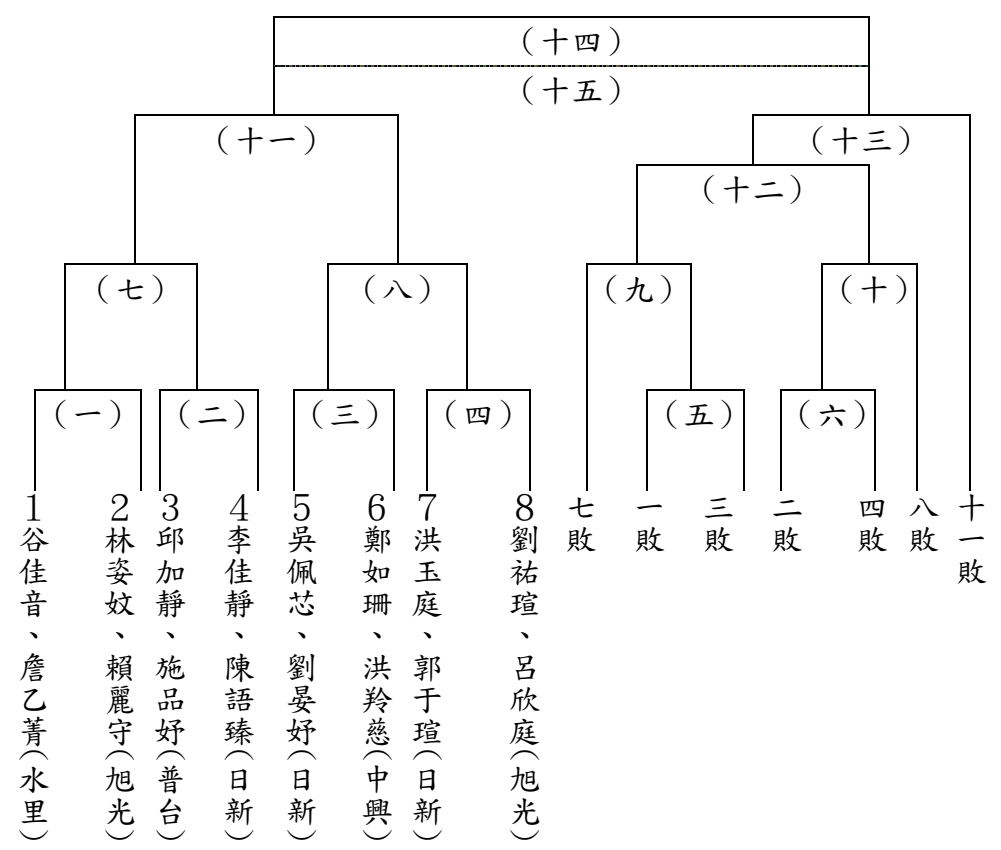 （十四）
（十五）
（十一）
（十三）
（十二）
（七）
（八）
（九）
（十）
（一）
（二）
（三）
（四）
（五）
（六）
1谷佳音、詹乙菁(水里)
2林姿妏、賴麗守(旭光)
3邱加靜、施品妤(普台)
4李佳靜、陳語臻(日新)
5吳佩芯、劉晏妤(日新)
6鄭如珊、洪羚慈(中興)
7洪玉庭、郭于瑄(日新)
8劉祐瑄、呂欣庭(旭光)
七敗
一敗
三敗
二敗
四敗
八敗
十一敗